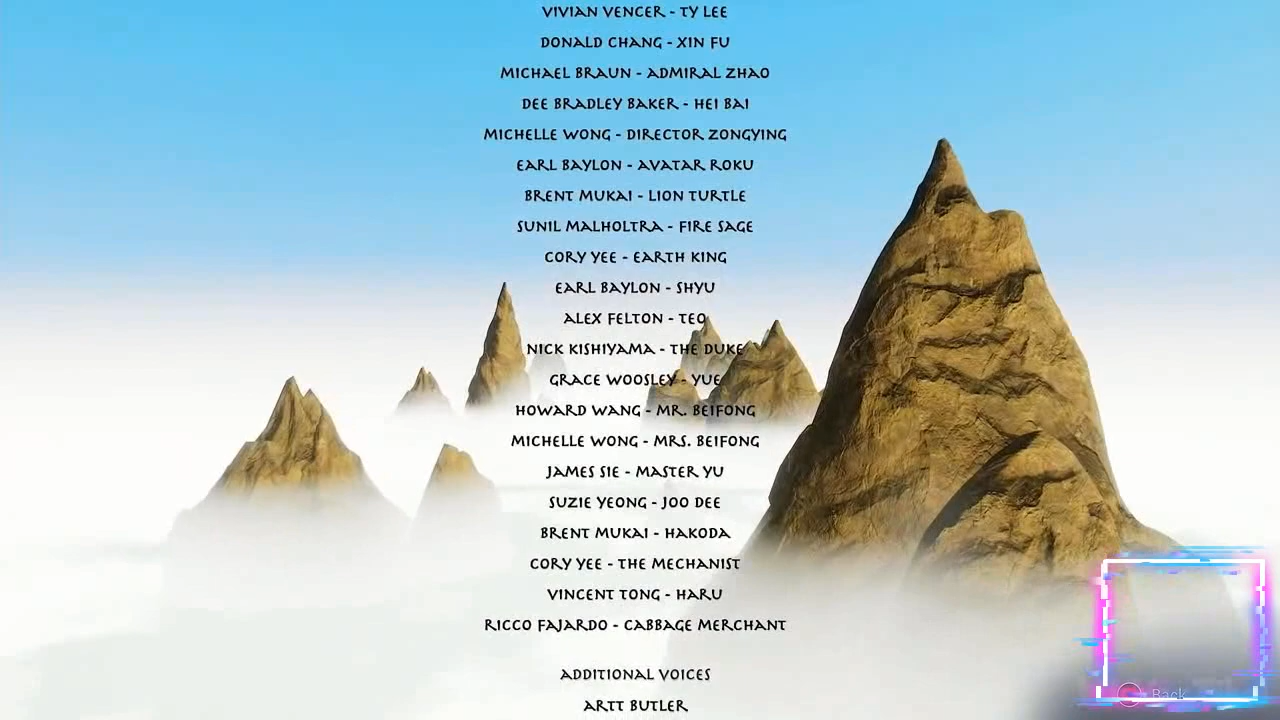 VIVIAN VENCER - TY LEE
DONALD CHANG - XIN FU
MICHAEL BRAUN - ADMIRAL ZHAO
DEE BRADLEY BAKER - HEI BAI
MICHELLE WONG - DIRECTOR ZONGYING
EARL BAYLON - AVATAR ROKU
BRENT MUKAI - LION TURTLE
SUNIL MALHOLTRA - FIRE SAGE
CORY YEE - EARTH KING
EARL BAYLON - SHYU
ALEX FELTON - TEO
NICK KISHIYAMA - THE DUKE
GRACE WOOSLEY - YUE
HOWARD WANG - MR. BEIFONG
MICHELLE WONG - MRS. BEIFONG
JAMES SIE - MASTER YU
SUZIE YEONG - JOO DEE
BRENT MUKAI - HAKODA
CORY YEE - THE MECHANIST
VINCENT TONG - HARU
RICCO FAJARDO - CABBAGE MERCHANT
ADDITIONAL VOICES
ARTT BUTLER
Back